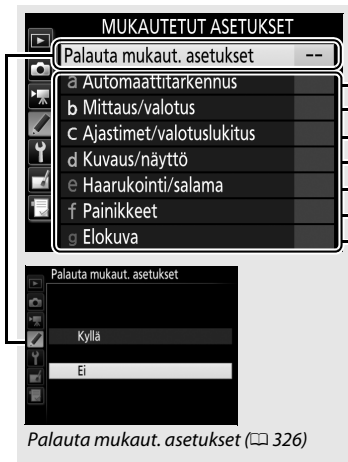 MUKAUTETUT ASETUKSET
Palauta mukaut. asetukset --
a Automaattitarkennus
b Mittaus/valotus
c Ajastimet/valotuslukitus
d Kuvaus/näyttö
e Haarukointi/salama
f Painikkeet
g Elokuva
Palauta mukaut. asetukset
Kyllä
Ei
Palauta mukaut. asetukset (📖 326)